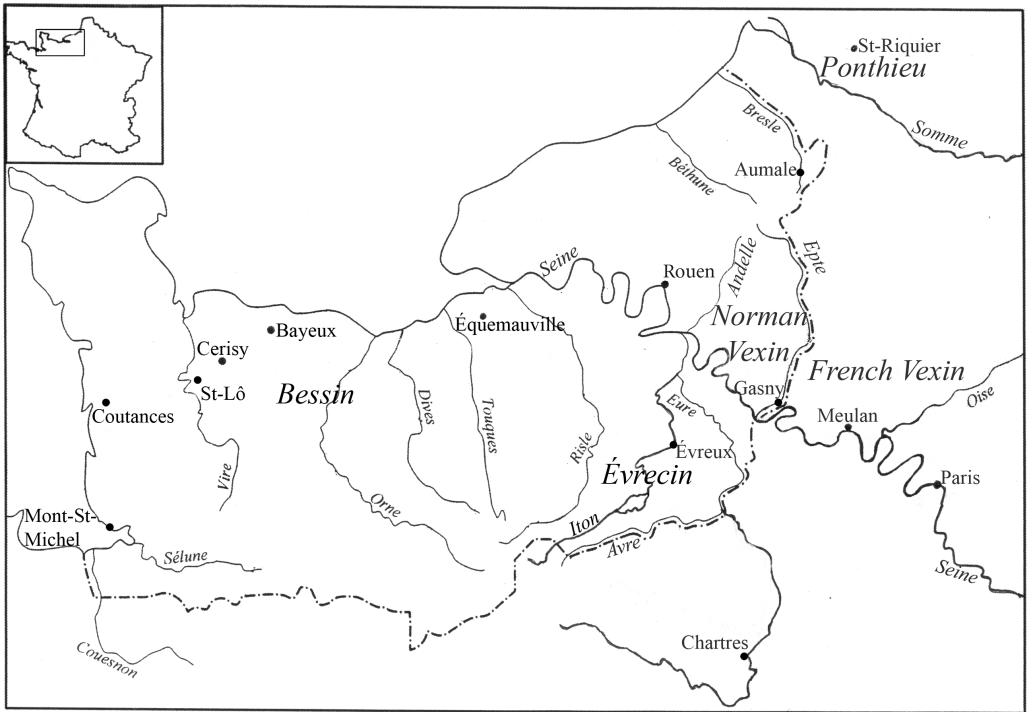 St-Riquier
Ponthieu
Bresle
Somme
Béthune
Aumale
Seine
Rouen
Andelle
Epte
Norman
Vexin
French Vexin
Équemauville
Bayeux
Cerisy
St-Lô
Bessin
Coutances
Dives
Touques
Risle
Eure
Gasny
Meulan
Oise
Évreux
Évrecin
Paris
Vire
Orne
Iton
Avre
Mont-St-
Michel
Sélune
Seine
Couesnon
Chartres